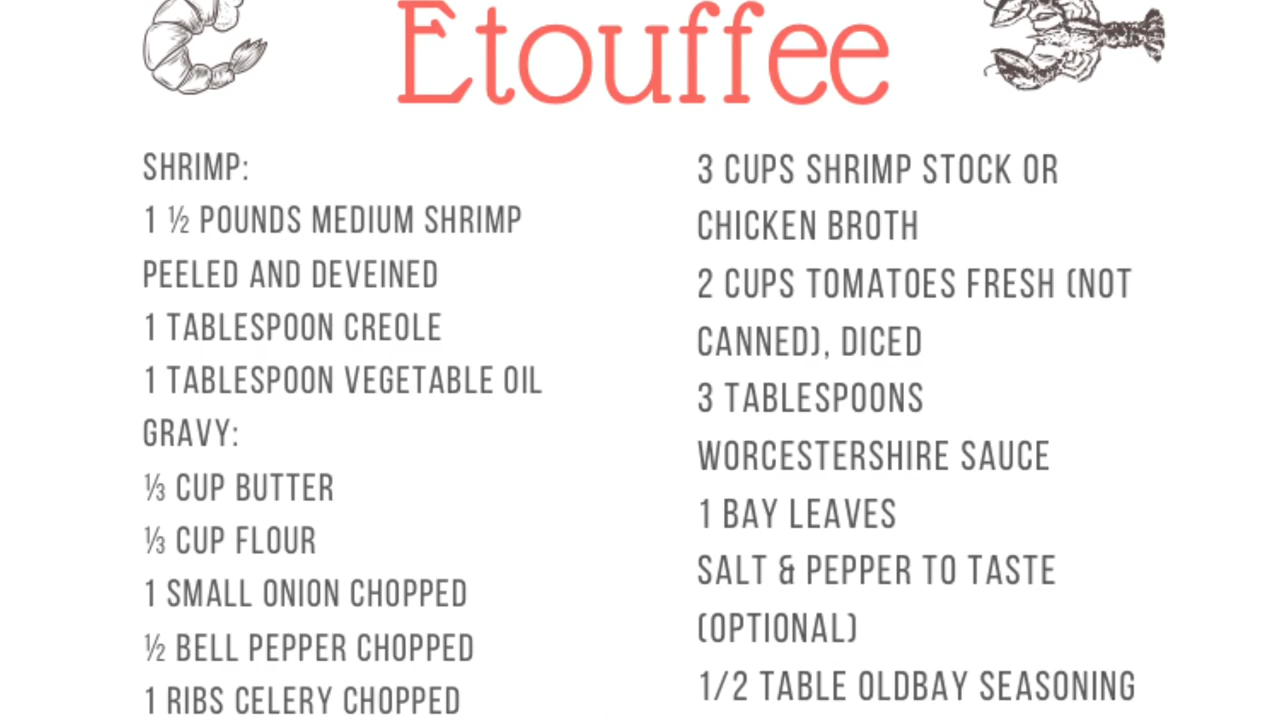 Etouffee
SHRIMP:
1 ½ POUNDS MEDIUM SHRIMP
PEELED AND DEVEINED
1 TABLESPOON CREOLE
1 TABLESPOON VEGETABLE OIL
GRAVY:
⅓ CUP BUTTER
⅓ CUP FLOUR
1 SMALL ONION CHOPPED
½ BELL PEPPER CHOPPED
1 RIBS CELERY CHOPPED
3 CUPS SHRIMP STOCK OR
CHICKEN BROTH
2 CUPS TOMATOES FRESH (NOT
CANNED), DICED
3 TABLESPOONS
WORCESTERSHIRE SAUCE
1 BAY LEAVES
SALT & PEPPER TO TASTE
(OPTIONAL)
1/2 TABLE OLDBAY SEASONING